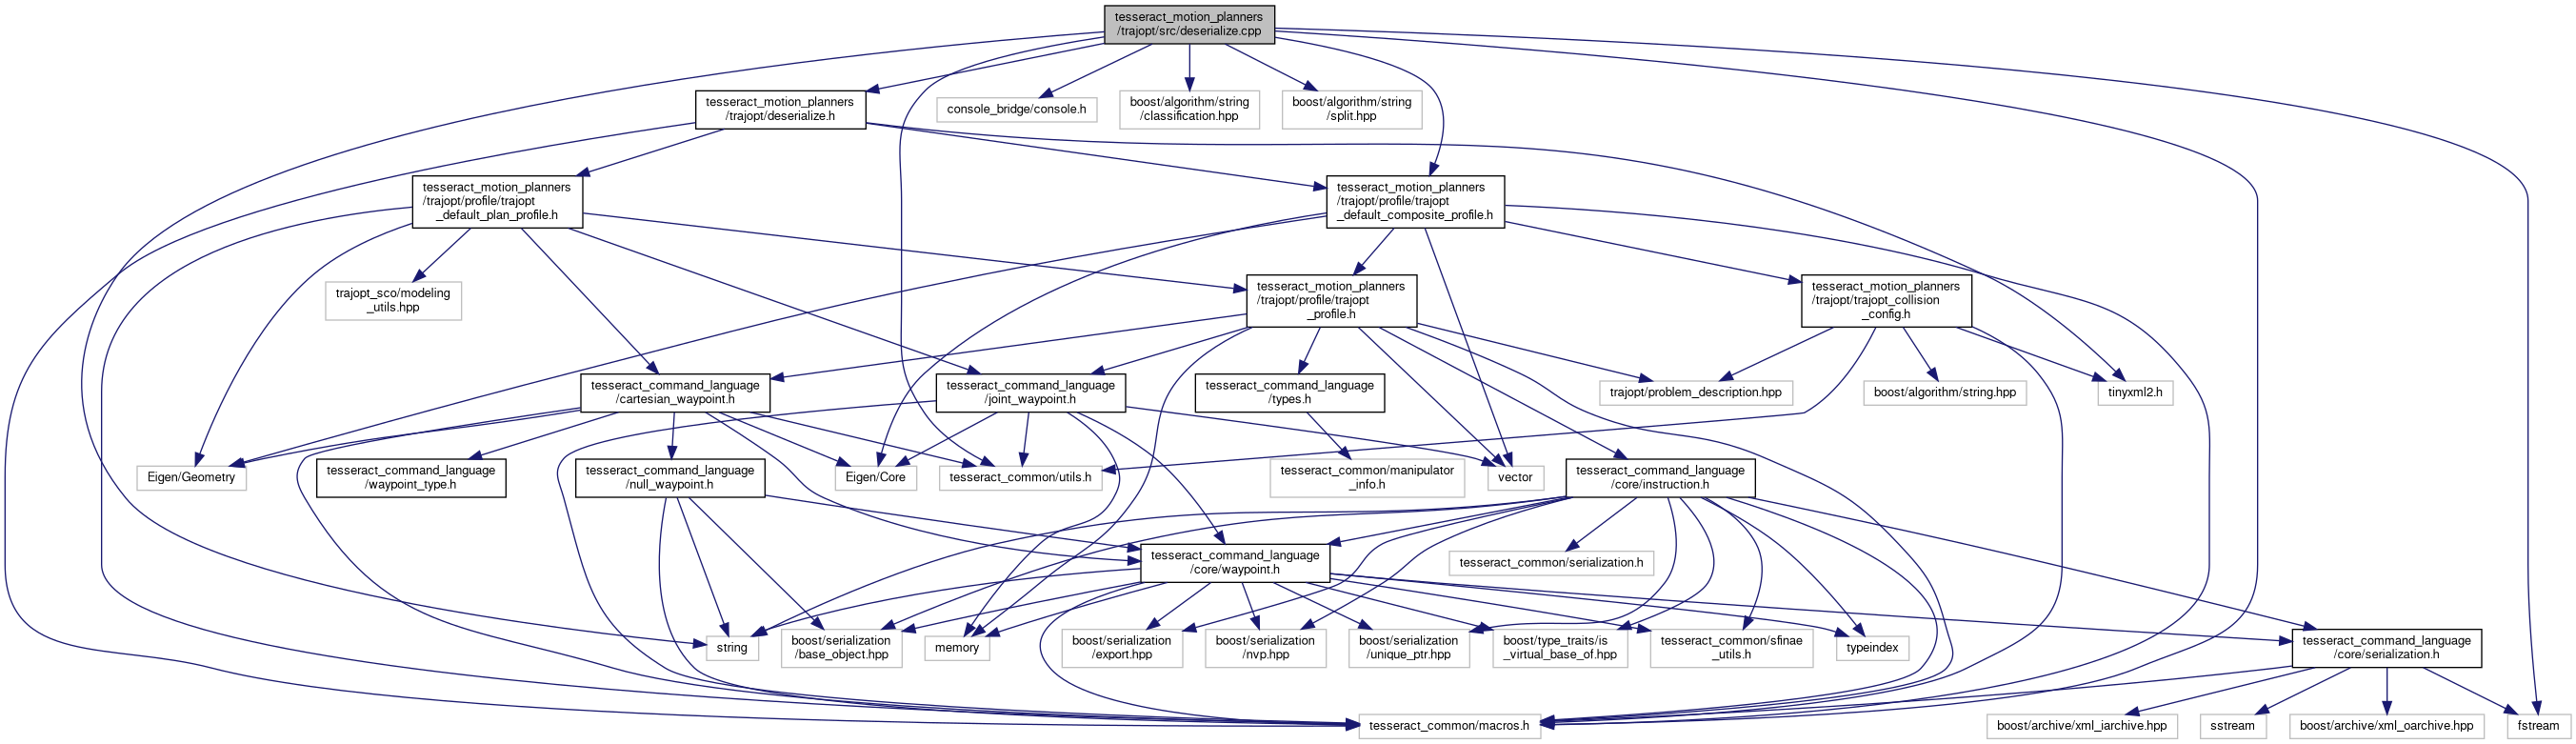 tesseract_motion_planners
/trajopt/src/deserialize.cpp
tesseract_motion_planners
/trajopt/deserialize.h
console_bridge/console.h
boost/algorithm/string
/classification.hpp
boost/algorithm/string
/split.hpp
tesseract_motion_planners
/trajopt/profile/trajopt
_default_plan_profile.h
tesseract_motion_planners
/trajopt/profile/trajopt
_default_composite_profile.h
trajopt_sco/modeling
_utils.hpp
tesseract_motion_planners
/trajopt/profile/trajopt
_profile.h
tesseract_motion_planners
/trajopt/trajopt_collision
_config.h
tesseract_command_language
/cartesian_waypoint.h
tesseract_command_language
/joint_waypoint.h
tesseract_command_language
/types.h
trajopt/problem_description.hpp
boost/algorithm/string.hpp
tinyxml2.h
Eigen/Geometry
tesseract_command_language
/waypoint_type.h
tesseract_command_language
/null_waypoint.h
Eigen/Core
tesseract_common/utils.h
tesseract_common/manipulator
_info.h
vector
tesseract_command_language
/core/instruction.h
tesseract_command_language
/core/waypoint.h
tesseract_common/serialization.h
string
boost/serialization
/base_object.hpp
memory
boost/serialization
/export.hpp
boost/serialization
/nvp.hpp
boost/serialization
/unique_ptr.hpp
boost/type_traits/is
_virtual_base_of.hpp
tesseract_common/sfinae
_utils.h
typeindex
tesseract_command_language
/core/serialization.h
tesseract_common/macros.h
boost/archive/xml_iarchive.hpp
sstream
boost/archive/xml_oarchive.hpp
fstream